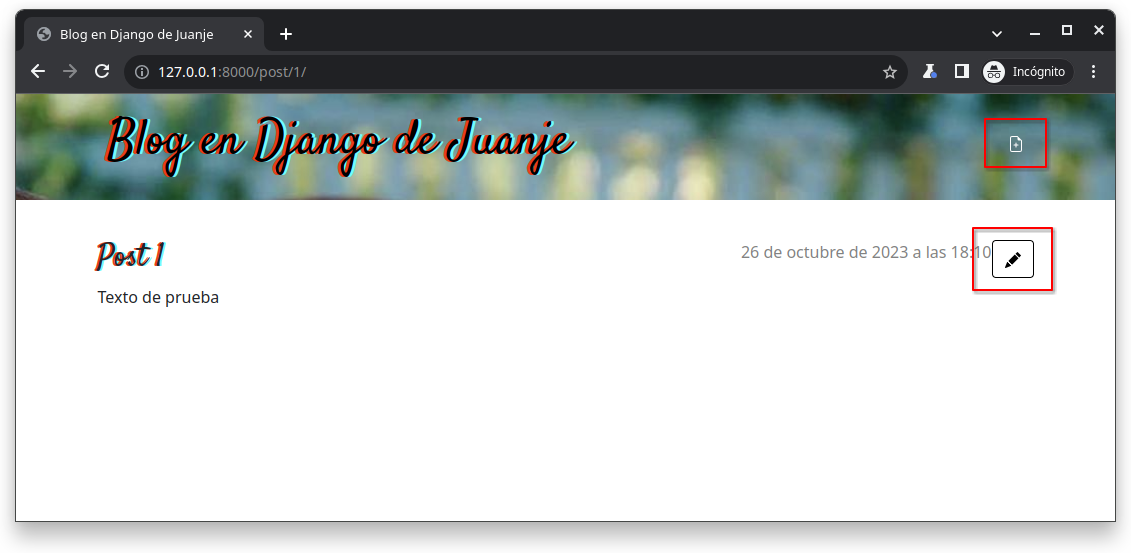 Blog en Django de Juanje
127.0.0.1:8000/post/1/
Incógnito
Blog en Django de Juanje
Post 1
26 de octubre de 2023 a las 18:10
Texto de prueba